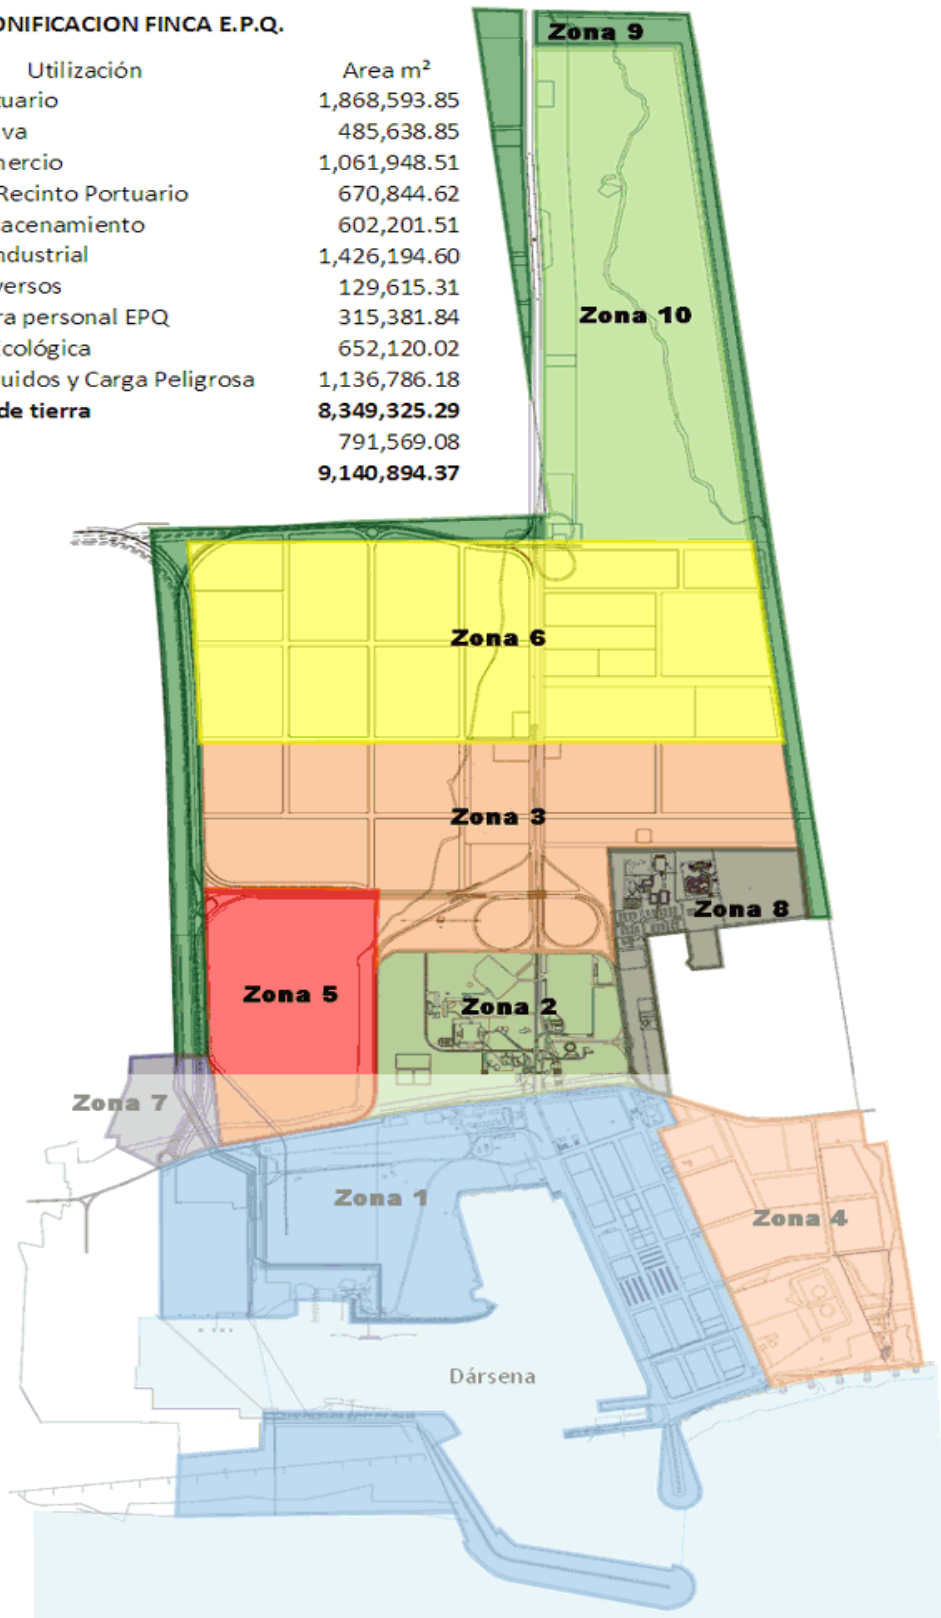 ONIFICACION FINCA E.P.Q.
Utilización Area m²
tuario 1,868,593.85
va 485,638.85
nercio 1,061,948.51
Recinto Portuario 670,844.62
acenamiento 602,201.51
ndustrial 1,426,194.60
versos 129,615.31
ra personal EPQ 315,381.84
Ecológica 652,120.02
uidos y Carga Peligrosa 1,136,786.18
de tierra 8,349,325.29
791,569.08
9,140,894.37
Zona 9
Zona 10
Zona 6
Zona 3
Zona 8
Zona 5
Zona 2
Zona 7
Zona 1
Zona 4
Dársena